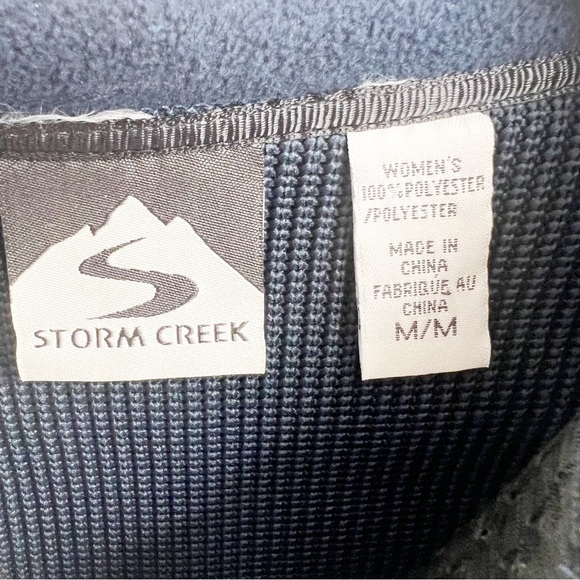 STORM CREEK
WOMEN'S
100%POLYESTER
/POLYESTER
MADE IN
CHINA
FABRIQUE AU
CHINA
M/M